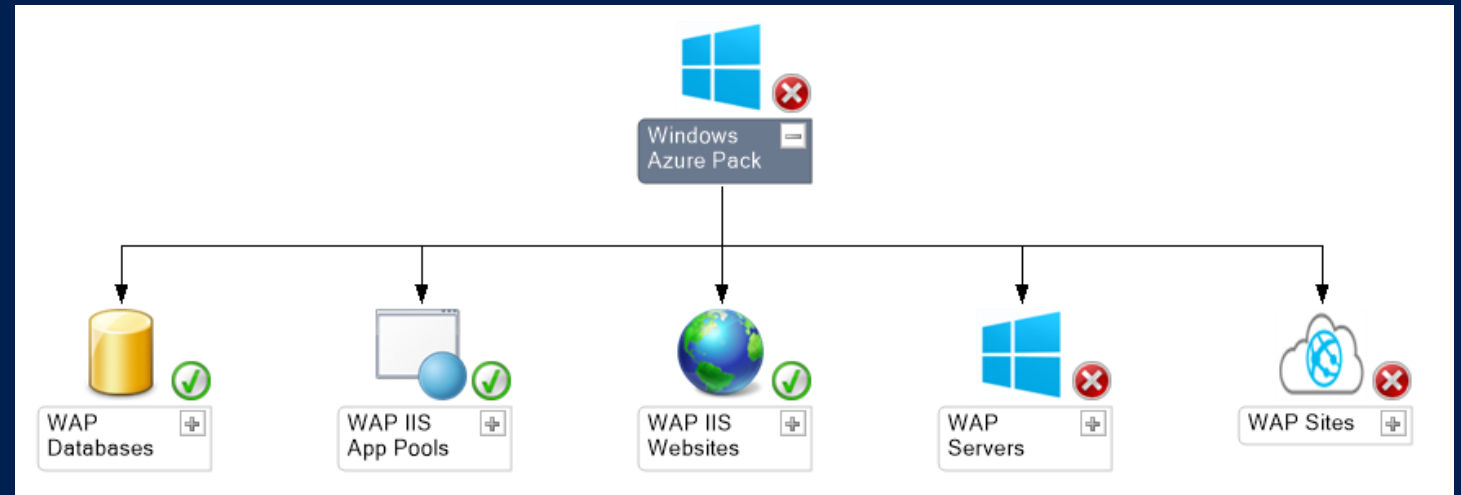 Windows
Azure Pack
WAP
Databases
WAP IIS
App Pools
WAP IIS
Websites
WAP
Servers
WAP Sites